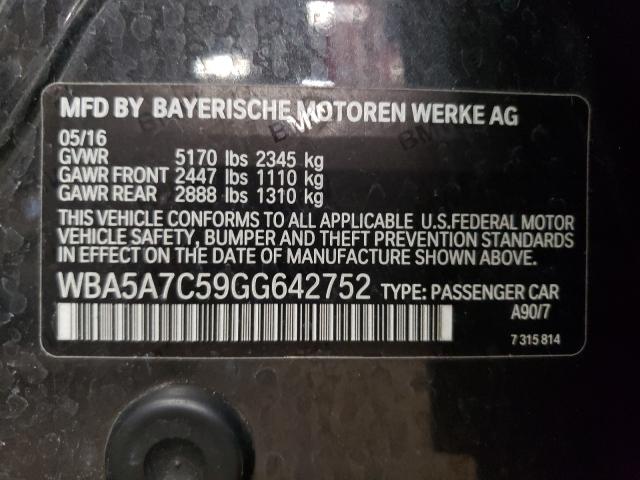 MFD BY BAYERISCHE MOTOREN WERKE AG
05/16
GVWR 5170 lbs 2345 kg
GAWR FRONT 2447 lbs 1110 kg
GAWR REAR 2888 lbs 1310 kg
THIS VEHICLE CONFORMS TO ALL APPLICABLE U.S.FEDERAL MOTOR
VEHICLE SAFETY, BUMPER AND THEFT PREVENTION STANDARDS
IN EFFECT ON THE DATE OF MANUFACTURE SHOWN ABOVE.
WBA5A7C59GG642752 TYPE: PASSENGER CAR
A90/7
7 315 814